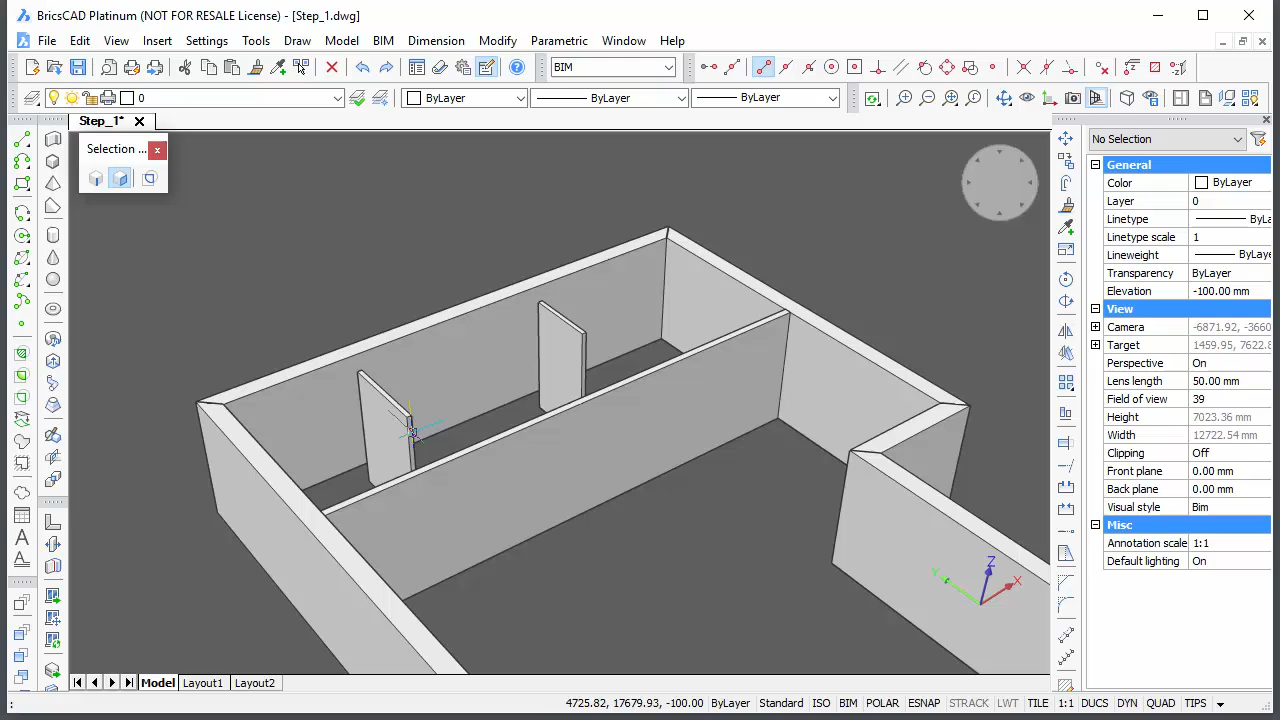 BricsCAD Platinum (NOT FOR RESALE License) - [Step_1.dwg]
File Edit View Insert Settings Tools Draw Model BIM Dimension Modify Parametric Window Help
BIM
0 ByLayer ByLayer ByLayer
Step_1*
Selection ...
No Selection
General
Color ByLayer
Layer 0
Linetype ByLa
Linetype scale 1
Lineweight ByLaye
Transparency ByLayer
Elevation -100.00 mm
View
Camera -6871.92, -3660
Target 1459.95, 7622.8
Perspective On
Lens length 50.00 mm
Field of view 39
Height 7023.36 mm
Width 12722.54 mm
Clipping Off
Front plane 0.00 mm
Back plane 0.00 mm
Visual style Bim
Misc
Annotation scale 1:1
Default lighting On
Z
Y X
Model Layout1 Layout2
: 4725.82, 17679.93, -100.00 ByLayer Standard ISO BIM POLAR ESNAP STRACK LWT TILE 1:1 DUCS DYN QUAD TIPS